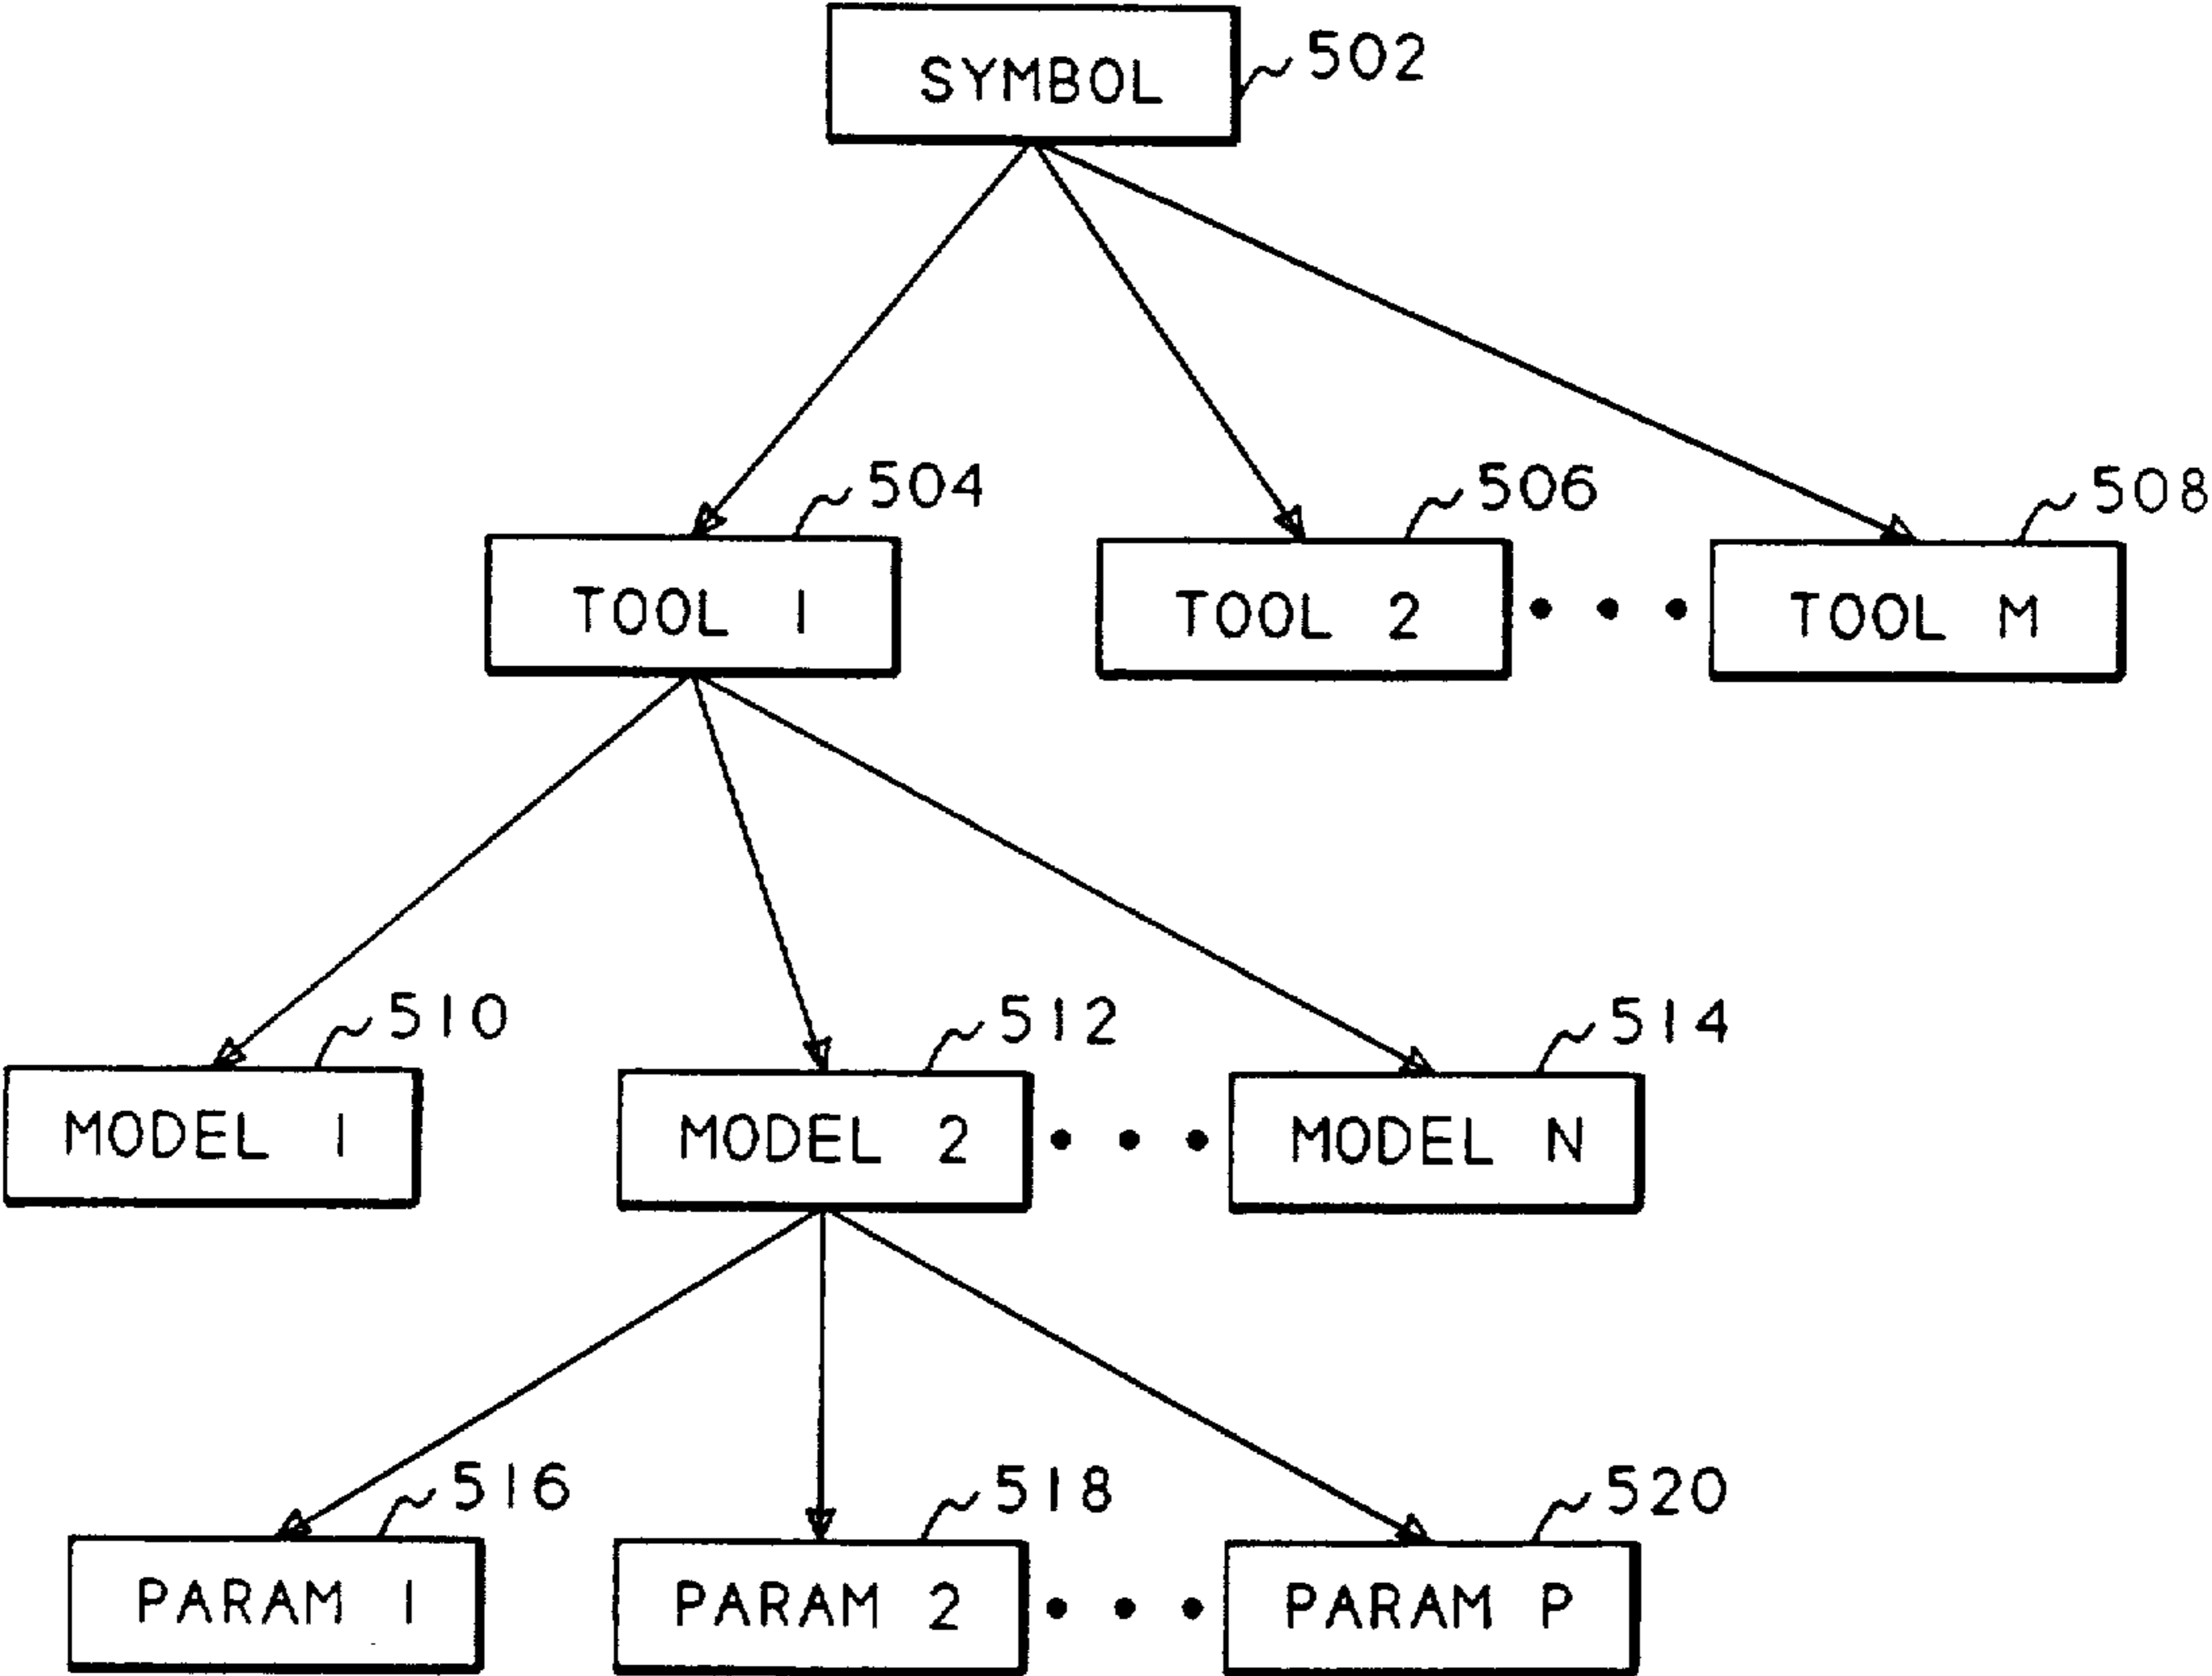 SYMBOL
502
504
506
508
TOOL 1
TOOL 2
TOOL M
510
512
514
MODEL 1
MODEL 2
MODEL N
516
518
520
PARAM 1
PARAM 2
PARAM P